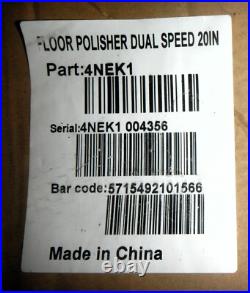 FLOOR POLISHER DUAL SPEED 20IN
Part:4NEK1
Serial:4NEK1 004356
Bar code:5715492101566
Made in China